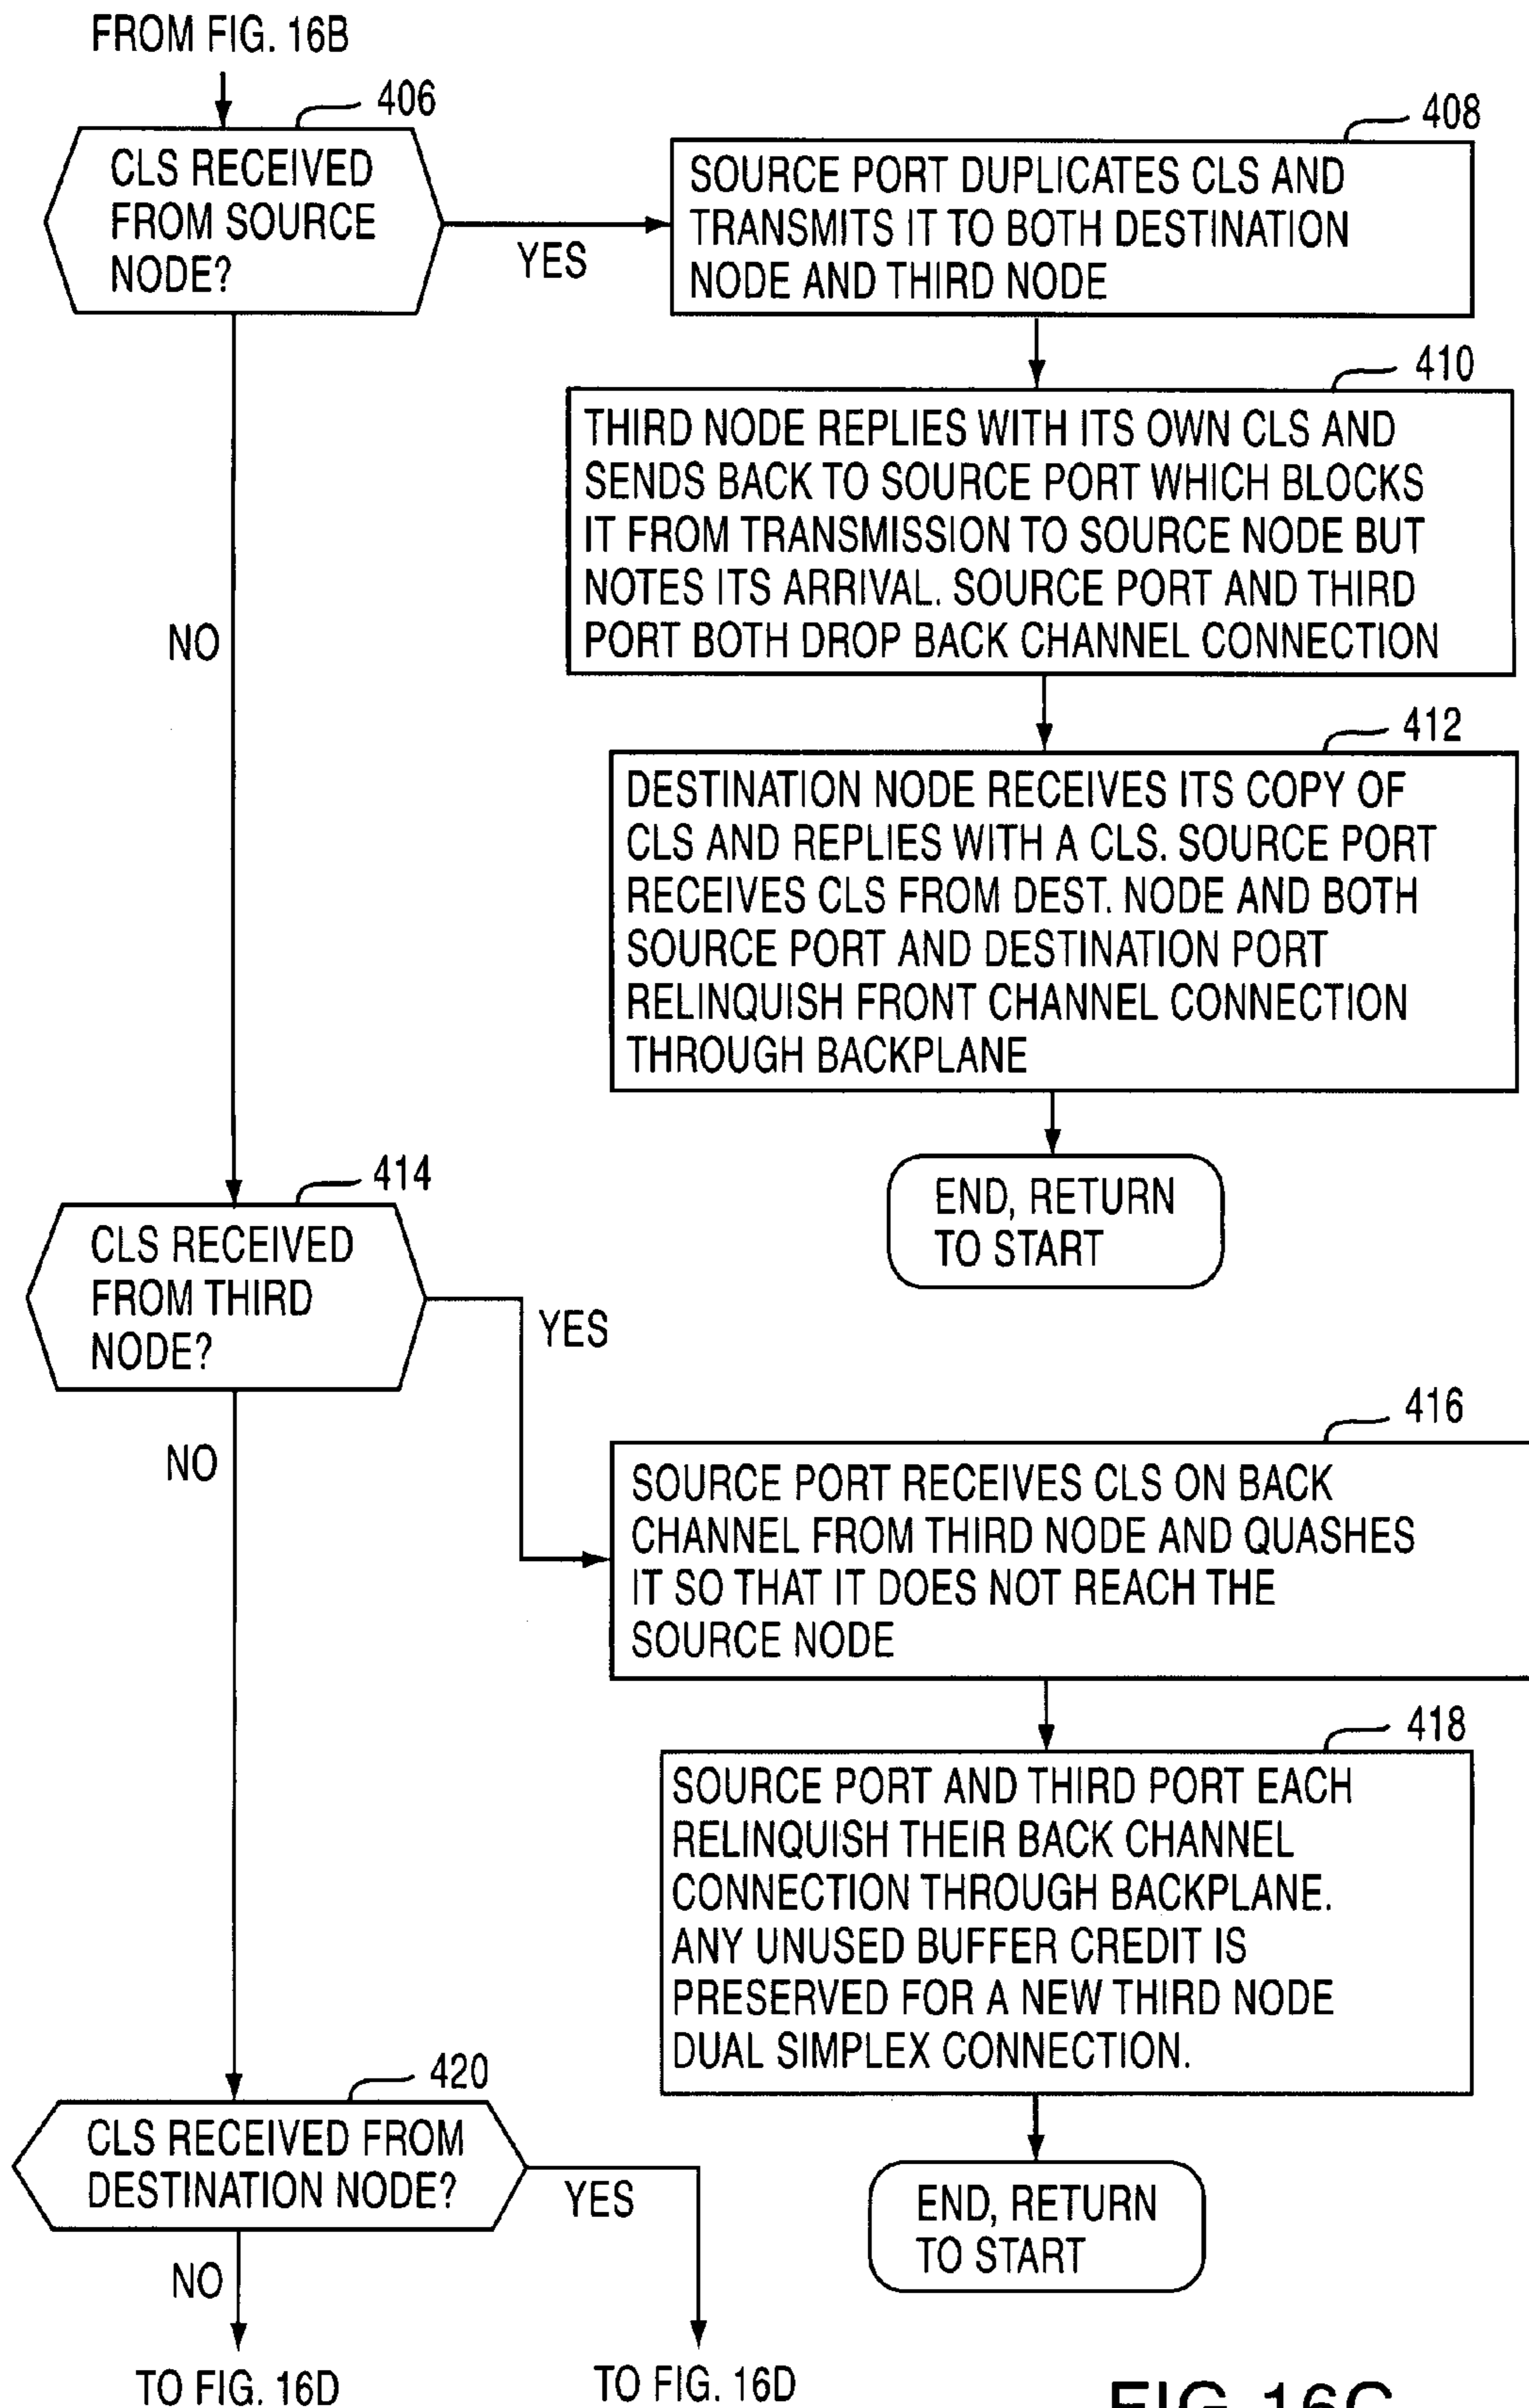 FROM FIG. 16B
406
CLS RECEIVED
FROM SOURCE
NODE?
YES
NO
408
SOURCE PORT DUPLICATES CLS AND
TRANSMITS IT TO BOTH DESTINATION
NODE AND THIRD NODE
410
THIRD NODE REPLIES WITH ITS OWN CLS AND
SENDS BACK TO SOURCE PORT WHICH BLOCKS
IT FROM TRANSMISSION TO SOURCE NODE BUT
NOTES ITS ARRIVAL. SOURCE PORT AND THIRD
PORT BOTH DROP BACK CHANNEL CONNECTION
412
DESTINATION NODE RECEIVES ITS COPY OF
CLS AND REPLIES WITH A CLS. SOURCE PORT
RECEIVES CLS FROM DEST. NODE AND BOTH
SOURCE PORT AND DESTINATION PORT
RELINQUISH FRONT CHANNEL CONNECTION
THROUGH BACKPLANE
END, RETURN
TO START
414
CLS RECEIVED
FROM THIRD
NODE?
YES
NO
416
SOURCE PORT RECEIVES CLS ON BACK
CHANNEL FROM THIRD NODE AND QUASHES
IT SO THAT IT DOES NOT REACH THE
SOURCE NODE
418
SOURCE PORT AND THIRD PORT EACH
RELINQUISH THEIR BACK CHANNEL
CONNECTION THROUGH BACKPLANE.
ANY UNUSED BUFFER CREDIT IS
PRESERVED FOR A NEW THIRD NODE
DUAL SIMPLEX CONNECTION.
END, RETURN
TO START
420
CLS RECEIVED FROM
DESTINATION NODE?
YES
NO
TO FIG. 16D
TO FIG. 16D
FIG. 16C